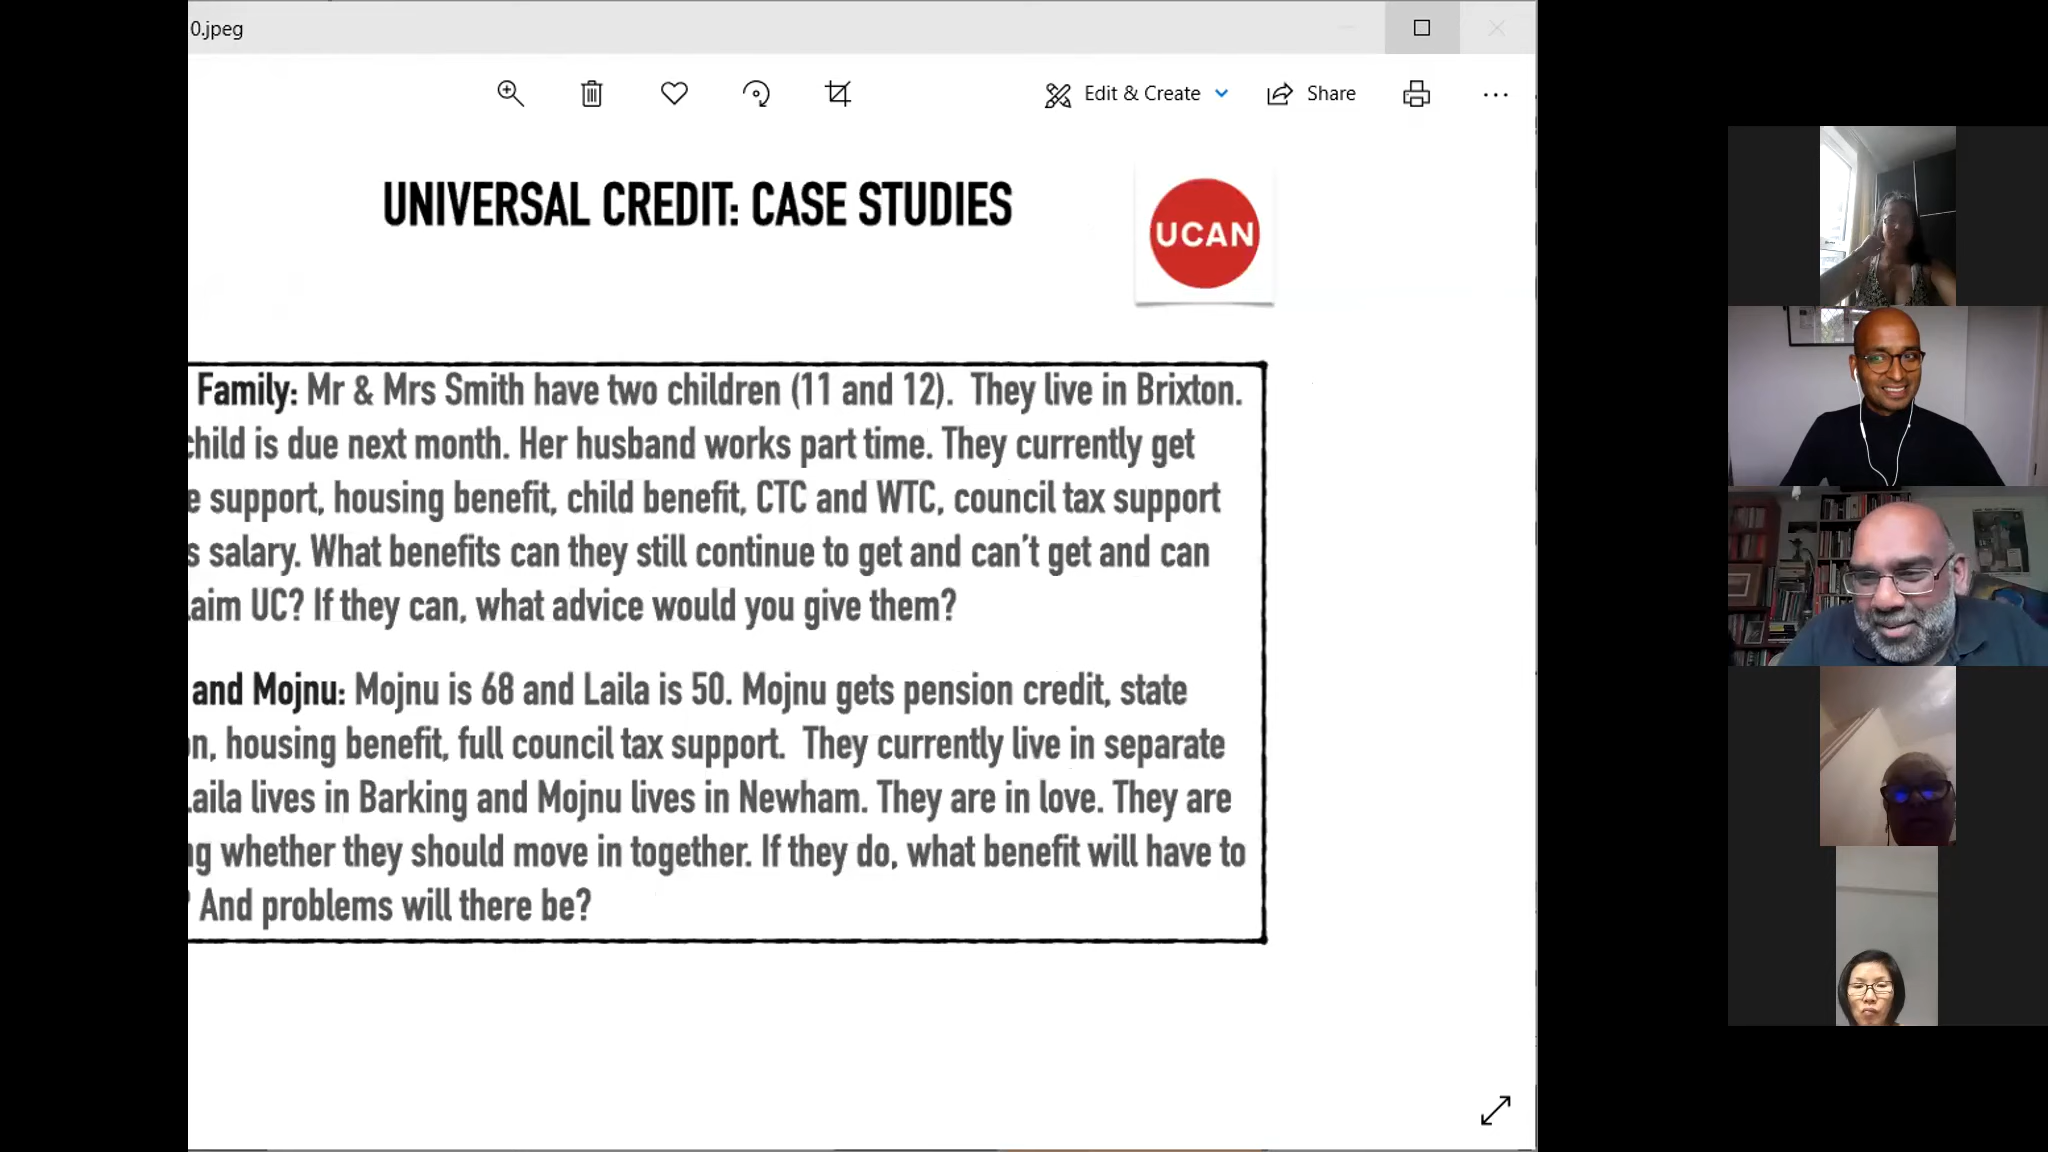 0.jpeg
Edit & Create
Share
UNIVERSAL CREDIT: CASE STUDIES
UCAN
Family: Mr & Mrs Smith have two children (11 and 12). They live in Brixton.
child is due next month. Her husband works part time. They currently get
e support, housing benefit, child benefit, CTC and WTC, council tax support
s salary. What benefits can they still continue to get and can't get and can
laim UC? If they can, what advice would you give them?
and Mojnu: Mojnu is 68 and Laila is 50. Mojnu gets pension credit, state
on, housing benefit, full council tax support. They currently live in separate
Laila lives in Barking and Mojnu lives in Newham. They are in love. They are
ng whether they should move in together. If they do, what benefit will have to
? And problems will there be?